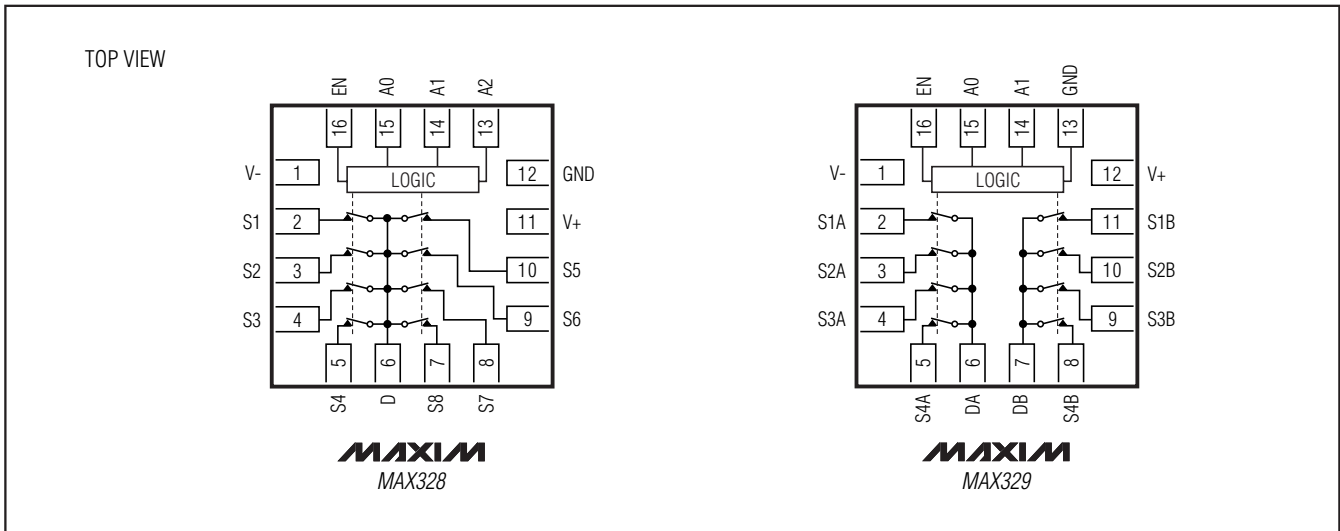 TOP VIEW
EN A0 A1 A2
16 15 14 13
V- 1 LOGIC 12 GND
S1 2 11 V+
S2 3 10 S5
S3 4 9 S6
5 6 7 8
S4 D S8 S7
MAXIM
MAX328
EN A0 A1 GND
16 15 14 13
V- 1 LOGIC 12 V+
S1A 2 11 S1B
S2A 3 10 S2B
S3A 4 9 S3B
5 6 7 8
S4A DA DB S4B
MAXIM
MAX329